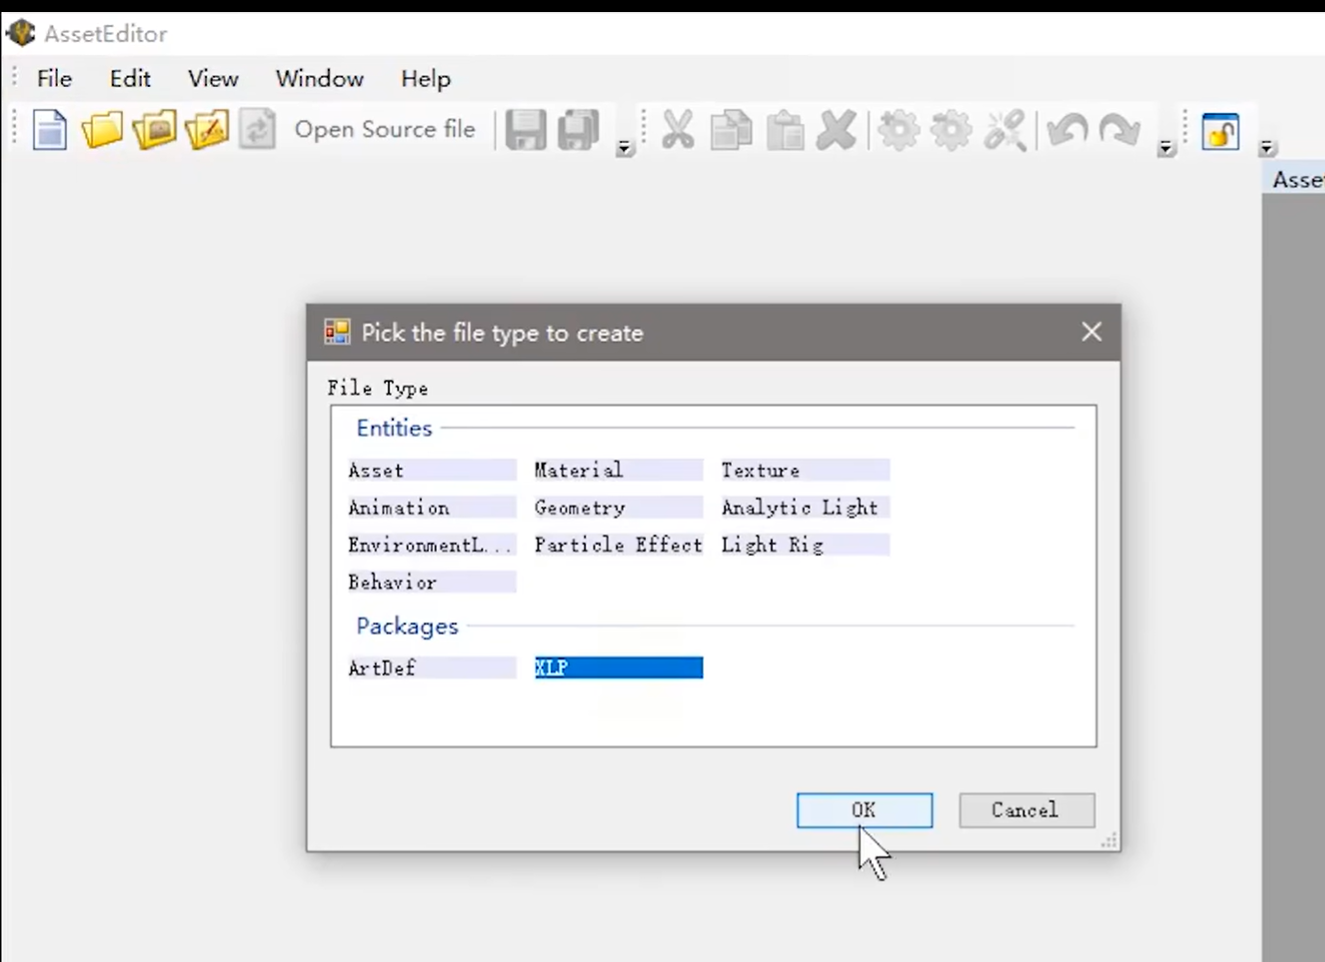 AssetEditor
File Edit View Window Help
Open Source file
Asse
Pick the file type to create
File Type
Entities
Asset Material Texture
Animation Geometry Analytic Light
EnvironmentL... Particle Effect Light Rig
Behavior
Packages
ArtDef XLP
OK Cancel